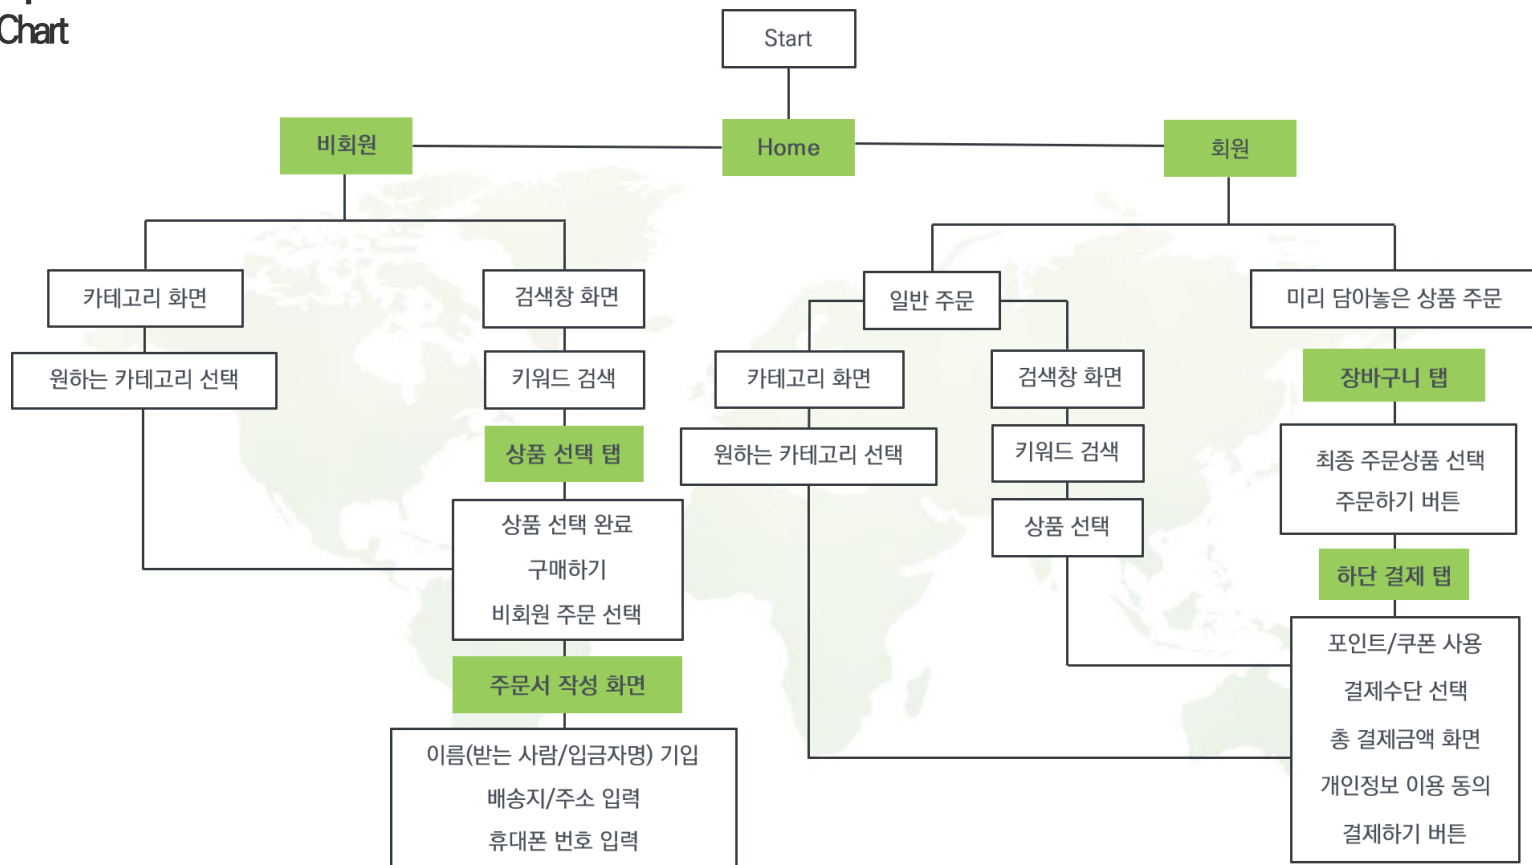 Chart
Start
비회원
Home
회원
카테고리 화면
검색창 화면
일반 주문
미리 담아놓은 상품 주문
원하는 카테고리 선택
키워드 검색
카테고리 화면
검색창 화면
장바구니 탭
상품 선택 탭
원하는 카테고리 선택
키워드 검색
최종 주문상품 선택
주문하기 버튼
상품 선택 완료
구매하기
비회원 주문 선택
상품 선택
하단 결제 탭
포인트/쿠폰 사용
결제수단 선택
총 결제금액 화면
개인정보 이용 동의
결제하기 버튼
주문서 작성 화면
이름(받는 사람/입금자명) 기입
배송지/주소 입력
휴대폰 번호 입력